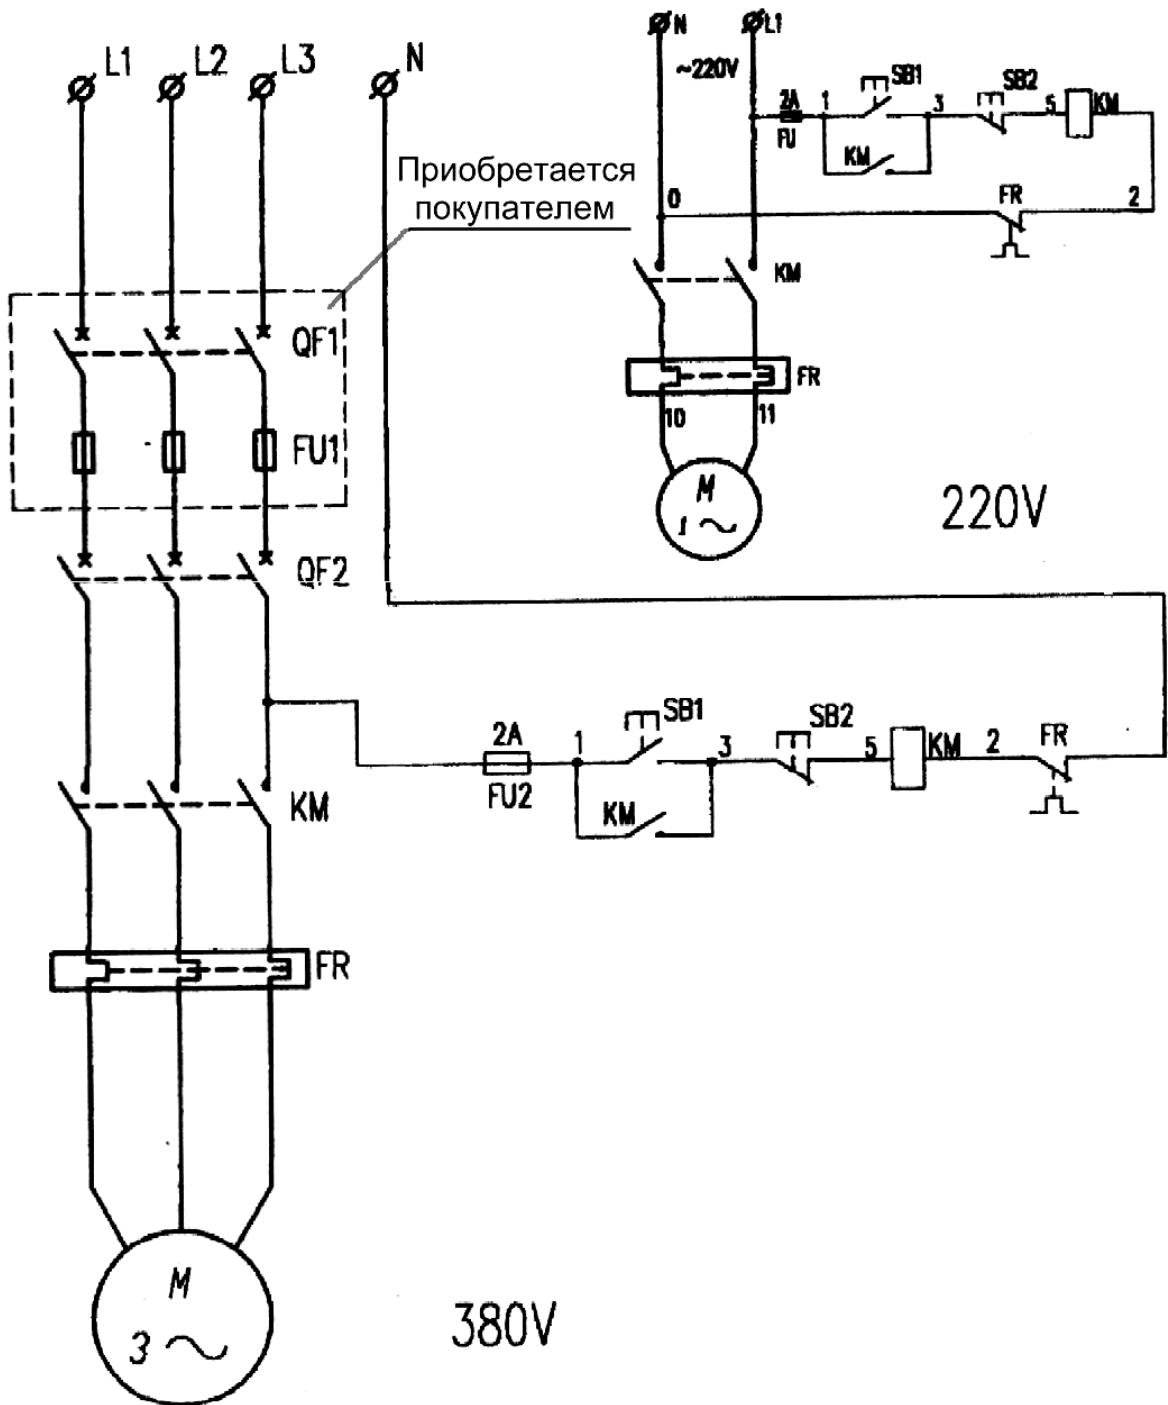 L1
L2
L3
N
Приобретается
покупателем
QF1
FU1
QF2
KM
FR
M
3 ~
380V
2A
FU2
1
SB1
KM
3
SB2
5
KM
2
FR
N
L1
~220V
2A
FU
1
SB1
KM
3
SB2
5
KM
0
FR
2
KM
FR
10
11
M
1 ~
220V